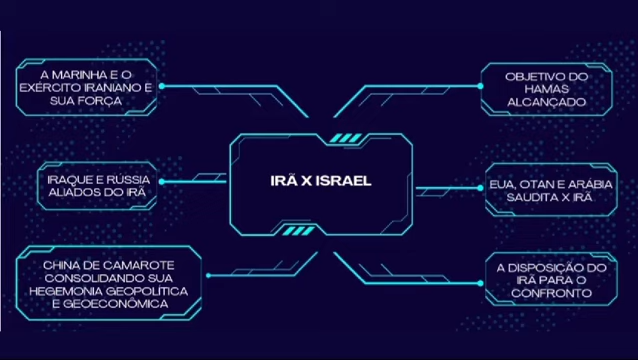 A MARINHA E O
EXÉRCITO IRANIANO E
SUA FORÇA
OBJETIVO DO
HAMAS
ALCANÇADO
IRAQUE E RÚSSIA
ALIADOS DO IRÃ
IRÃ X ISRAEL
EUA, OTAN E ARÁBIA
SAUDITA X IRÃ
CHINA DE CAMAROTE
CONSOLIDANDO SUA
HEGEMONIA GEOPOLÍTICA
E GEOECONÔMICA
A DISPOSIÇÃO DO
IRÃ PARA O
CONFRONTO